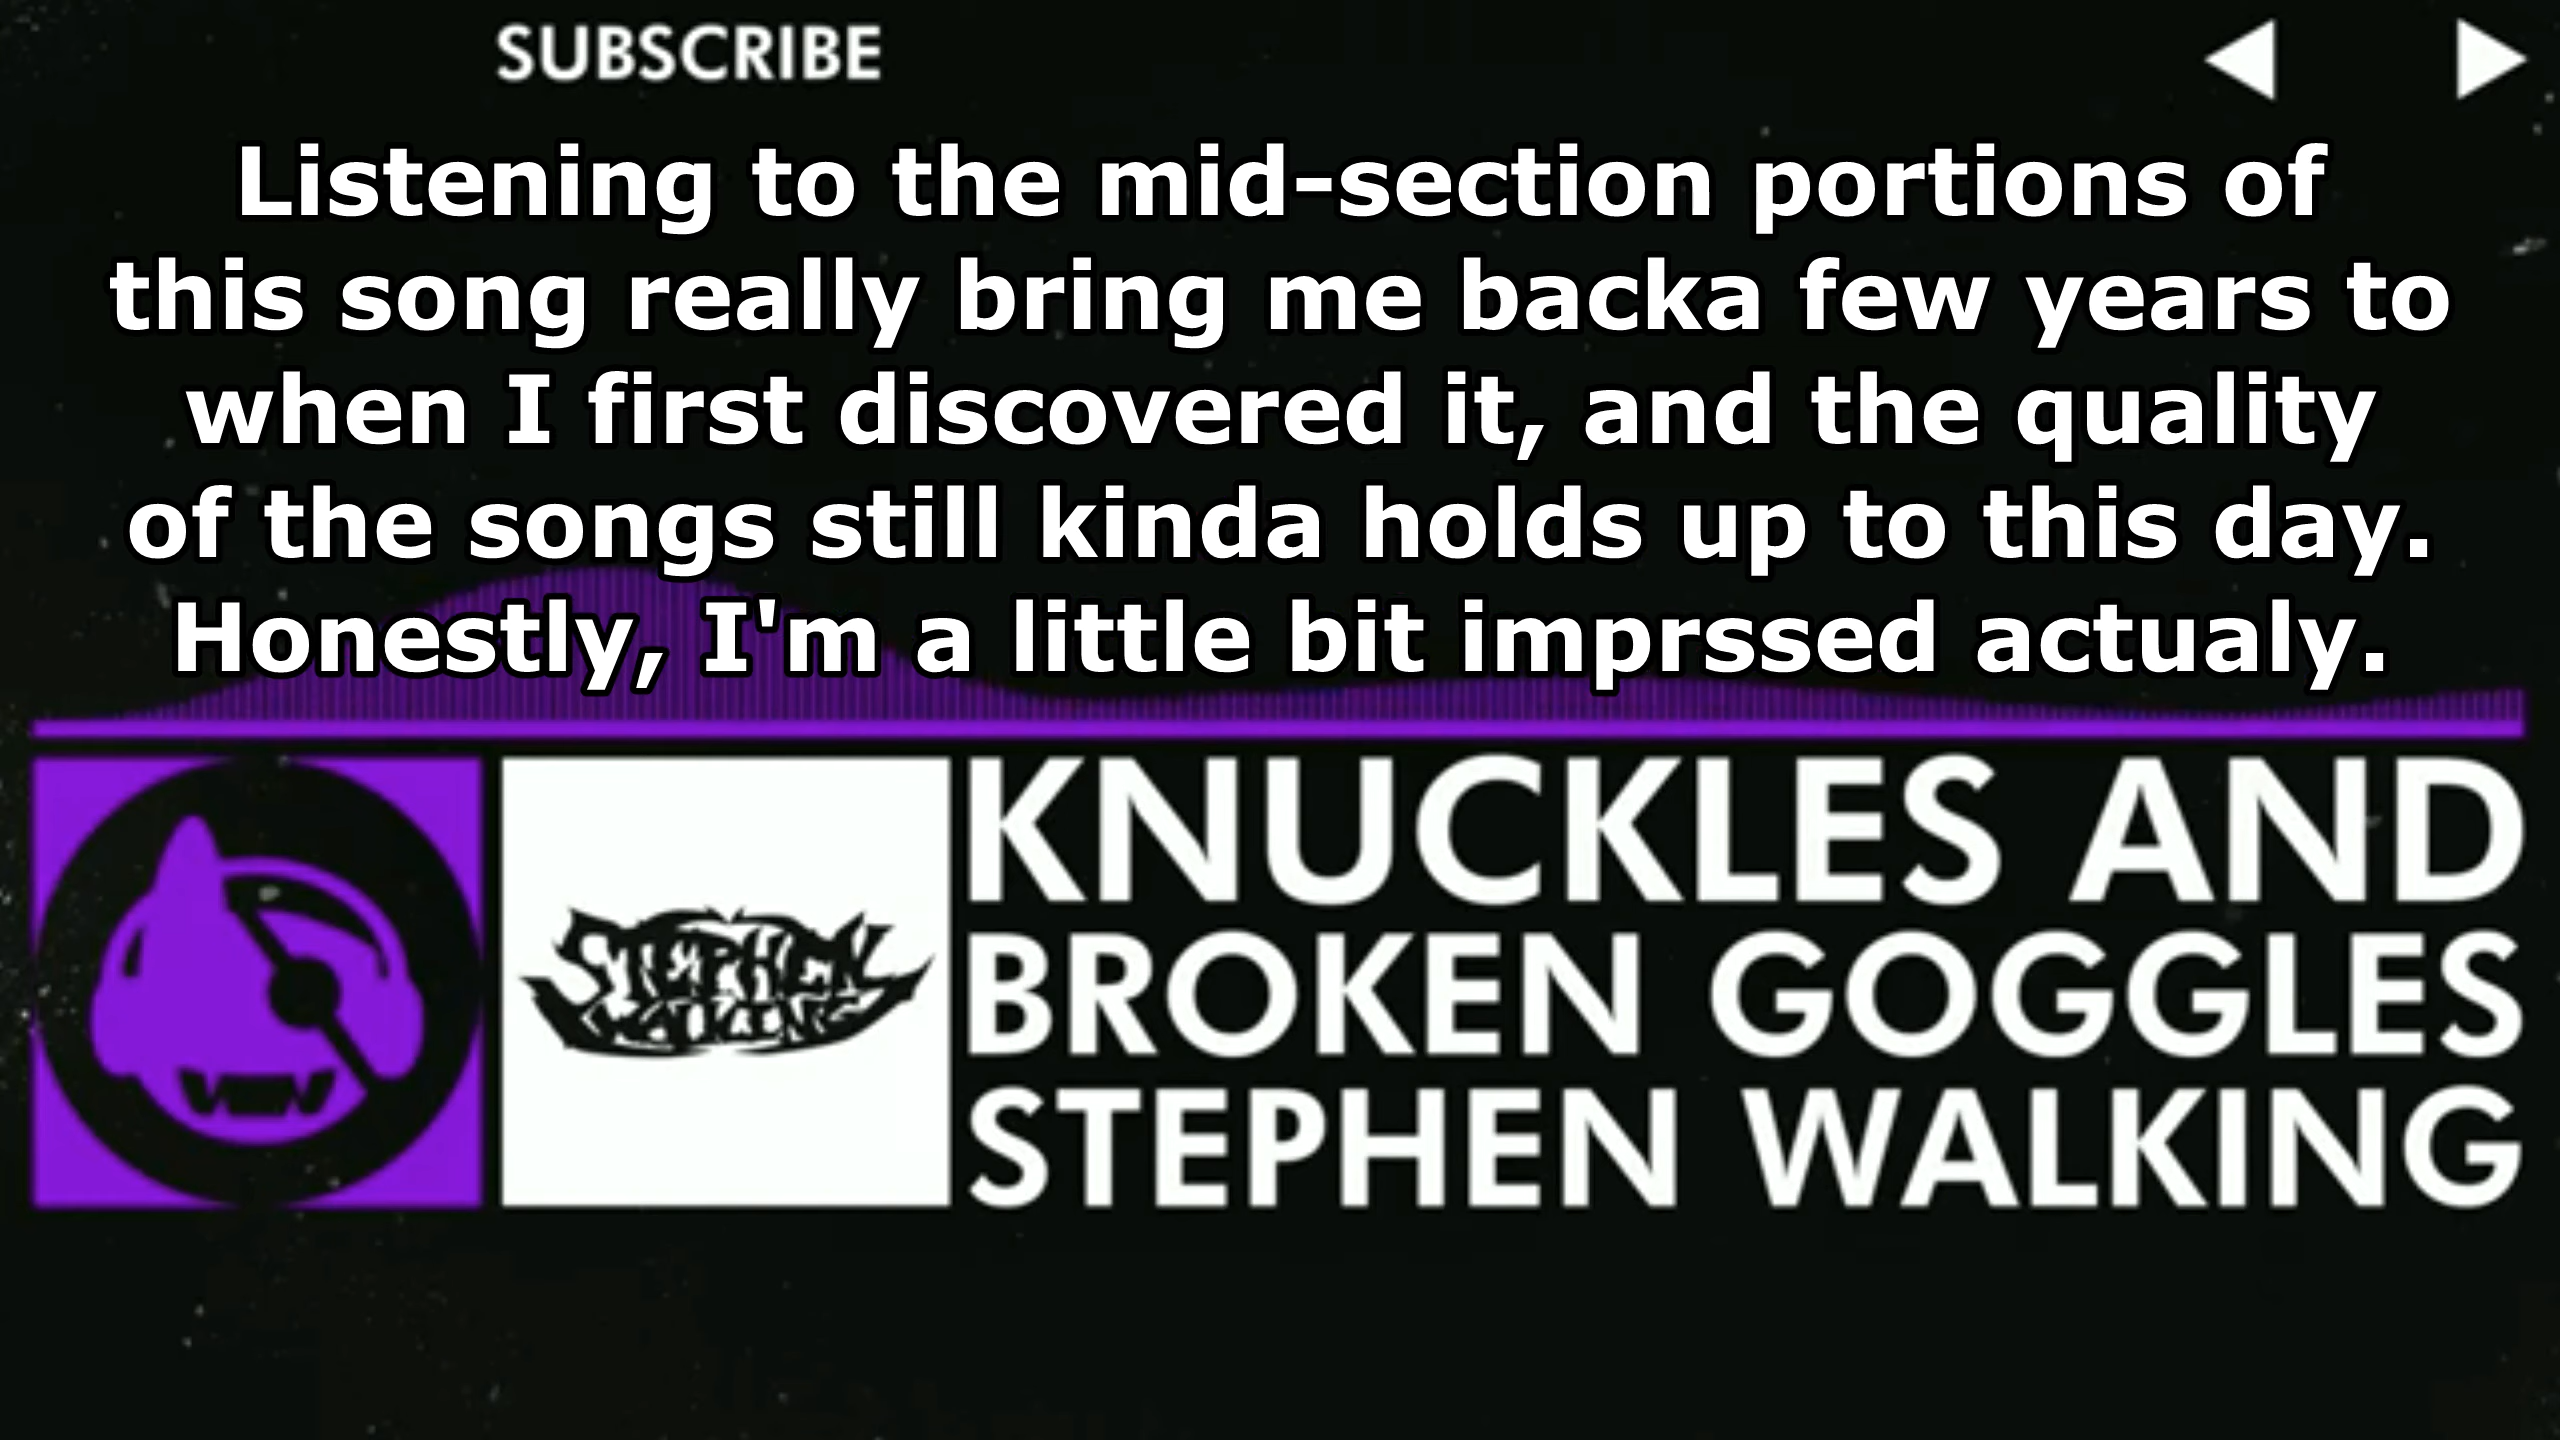 SUBSCRIBE
Listening to the mid-section portions of
this song really bring me backa few years to
when I first discovered it, and the quality
of the songs still kinda holds up to this day.
Honestly, I'm a little bit imprssed actualy.
STEPHEN
WALKING
KNUCKLES AND
BROKEN GOGGLES
STEPHEN WALKING